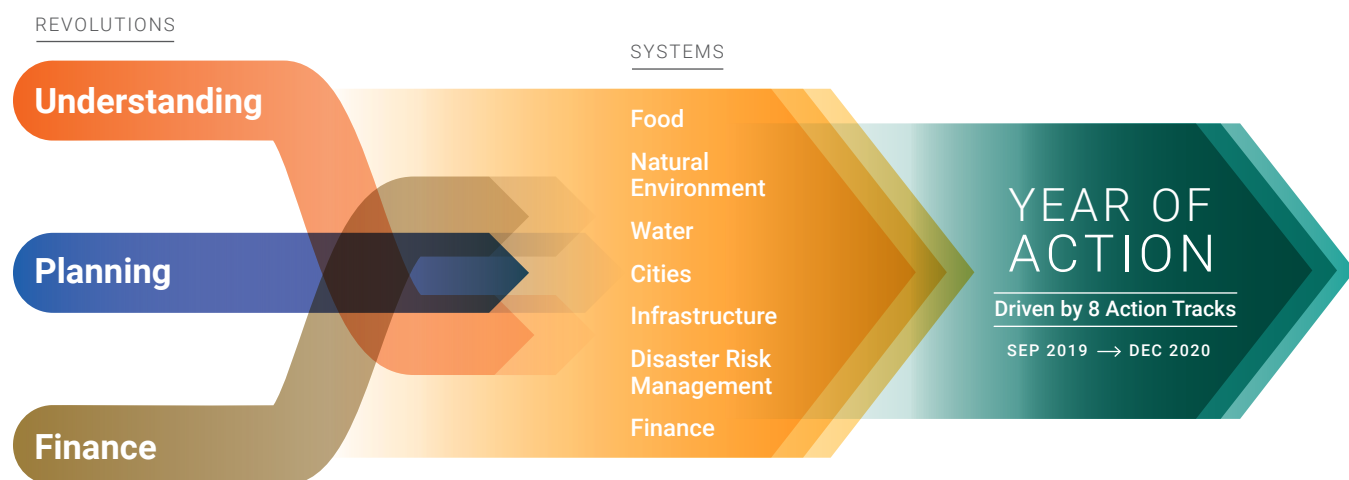 REVOLUTIONS
Understanding
Planning
Finance
SYSTEMS
Food
Natural
Environment
Water
Cities
Infrastructure
Disaster Risk
Management
Finance
YEAR OF
ACTION
Driven by 8 Action Tracks
SEP 2019 → DEC 2020